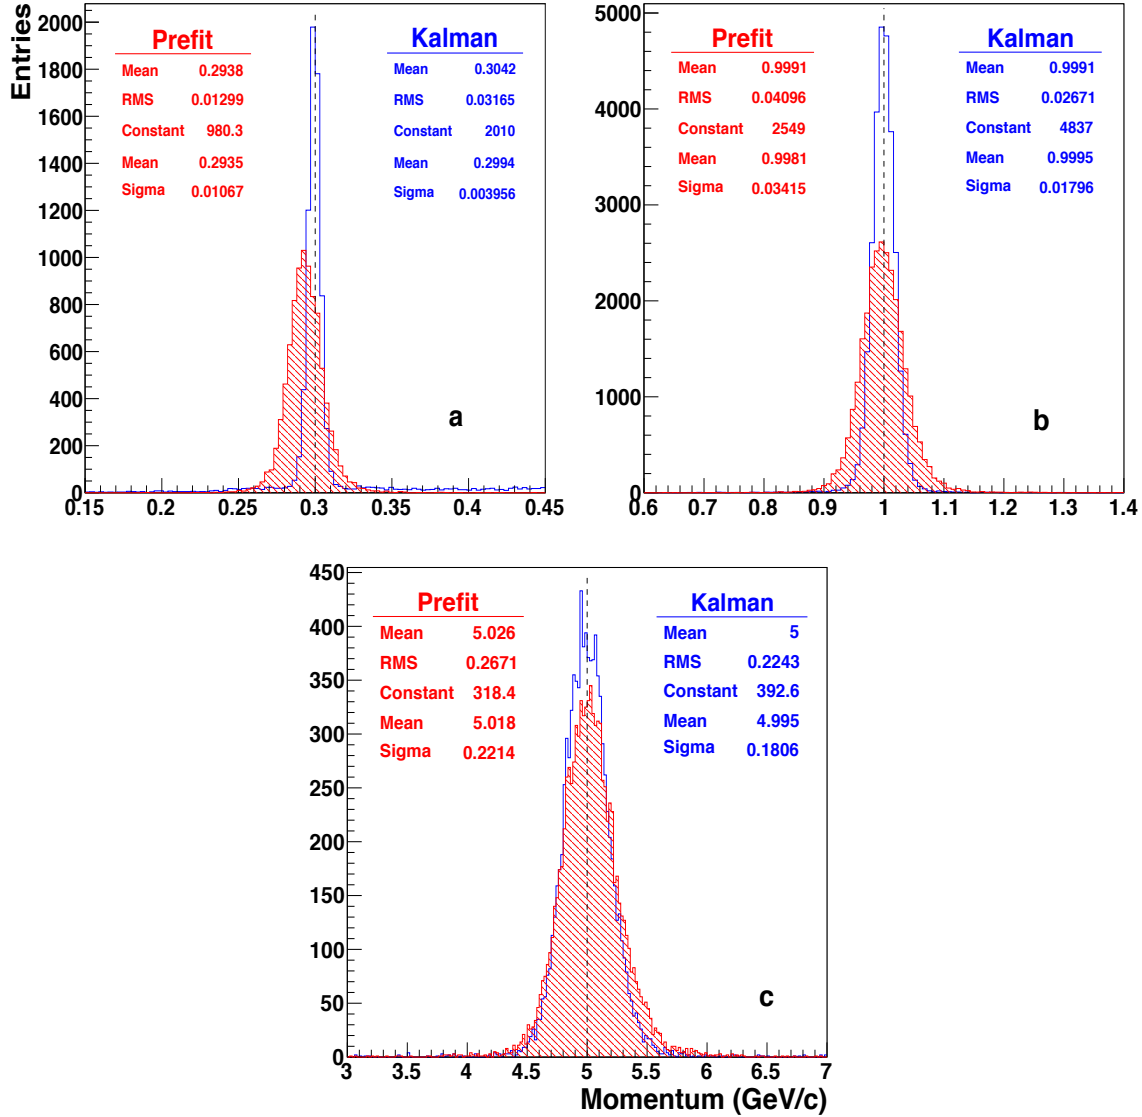 Entries
2000
1800
1600
1400
1200
1000
800
600
400
200
0
0.15 0.2 0.25 0.3 0.35 0.4 0.45
Prefit
Mean 0.2938
RMS 0.01299
Constant 980.3
Mean 0.2935
Sigma 0.01067
Kalman
Mean 0.3042
RMS 0.03165
Constant 2010
Mean 0.2994
Sigma 0.003956
a
5000
4000
3000
2000
1000
0
0.6 0.7 0.8 0.9 1 1.1 1.2 1.3 1.4
Prefit
Mean 0.9991
RMS 0.04096
Constant 2549
Mean 0.9981
Sigma 0.03415
Kalman
Mean 0.9991
RMS 0.02671
Constant 4837
Mean 0.9995
Sigma 0.01796
b
450
400
350
300
250
200
150
100
50
0
3 3.5 4 4.5 5 5.5 6 6.5 7
Prefit
Mean 5.026
RMS 0.2671
Constant 318.4
Mean 5.018
Sigma 0.2214
Kalman
Mean 5
RMS 0.2243
Constant 392.6
Mean 4.995
Sigma 0.1806
c
Momentum (GeV/c)